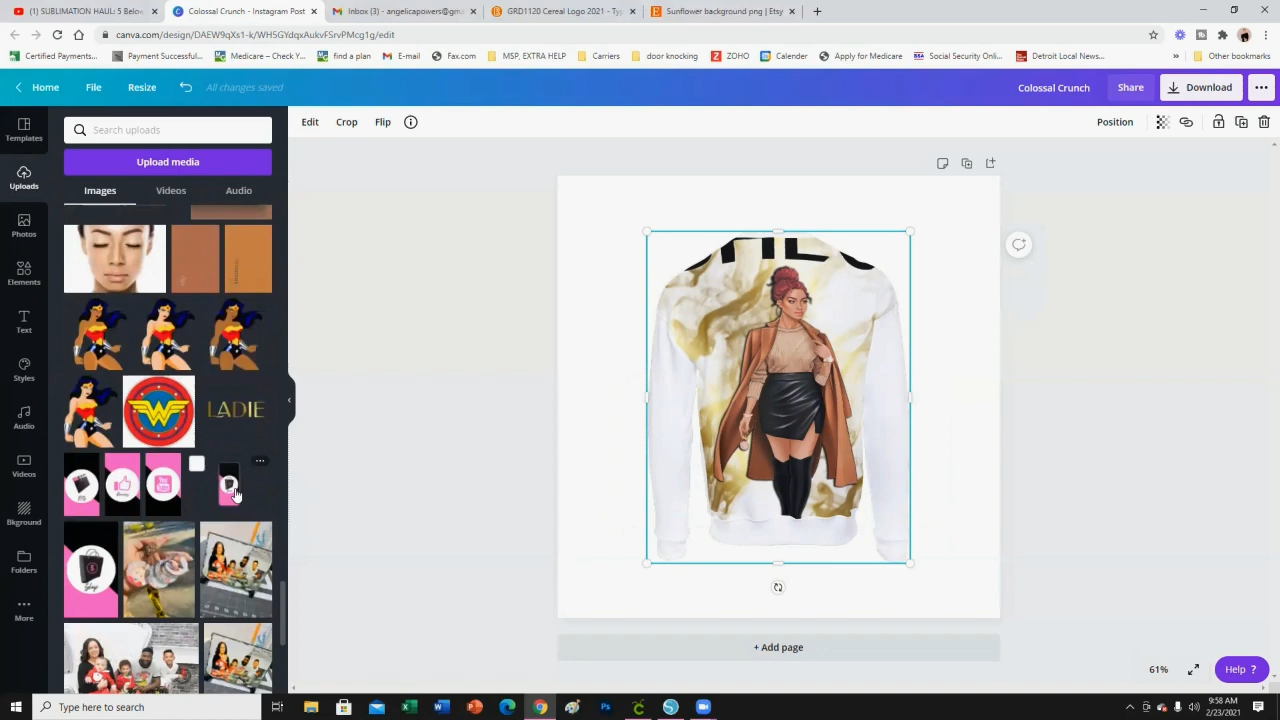 (1) SUBLIMATION HAUL: 5 Below
Colossal Crunch - Instagram Post
Inbox (3) - angelicapowers@gm
GRD1120 Cereal Logo 2021 - Ty
Sunflower background png | Etsy
canva.com/design/DAEW9qXs1-k/WH5GYdqxAukvFSrvPMcg1g/edit
Certified Payments...
Payment Successful...
Medicare – Check Y...
find a plan
E-mail
Fax.com
MSP, EXTRA HELP
Carriers
door knocking
ZOHO
Calender
Apply for Medicare
Social Security Onli...
Detroit Local News...
Other bookmarks
Home
File
Resize
All changes saved
Colossal Crunch
Share
Download
Templates
Search uploads
Edit
Crop
Flip
Position
Upload media
Uploads
Images
Videos
Audio
Photos
Elements
Text
Styles
LADIE
Audio
Videos
You
Tube
Bkground
Folders
More
+ Add page
61%
Help ?
Type here to search
9:58 AM
2/23/2021